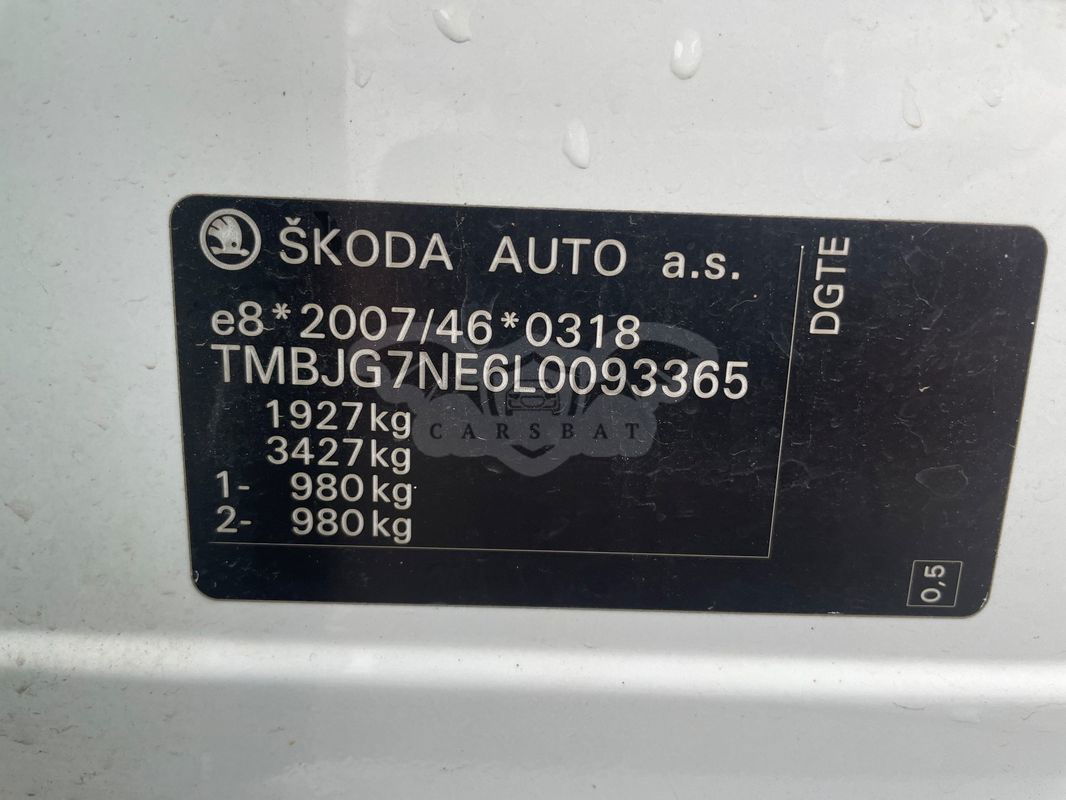 ŠKODA AUTO a.s.
e8*2007/46*0318
TMBJG7NE6L0093365
1927kg
3427kg
1- 980kg
2- 980kg
DGTE
0,5
CARSBAT